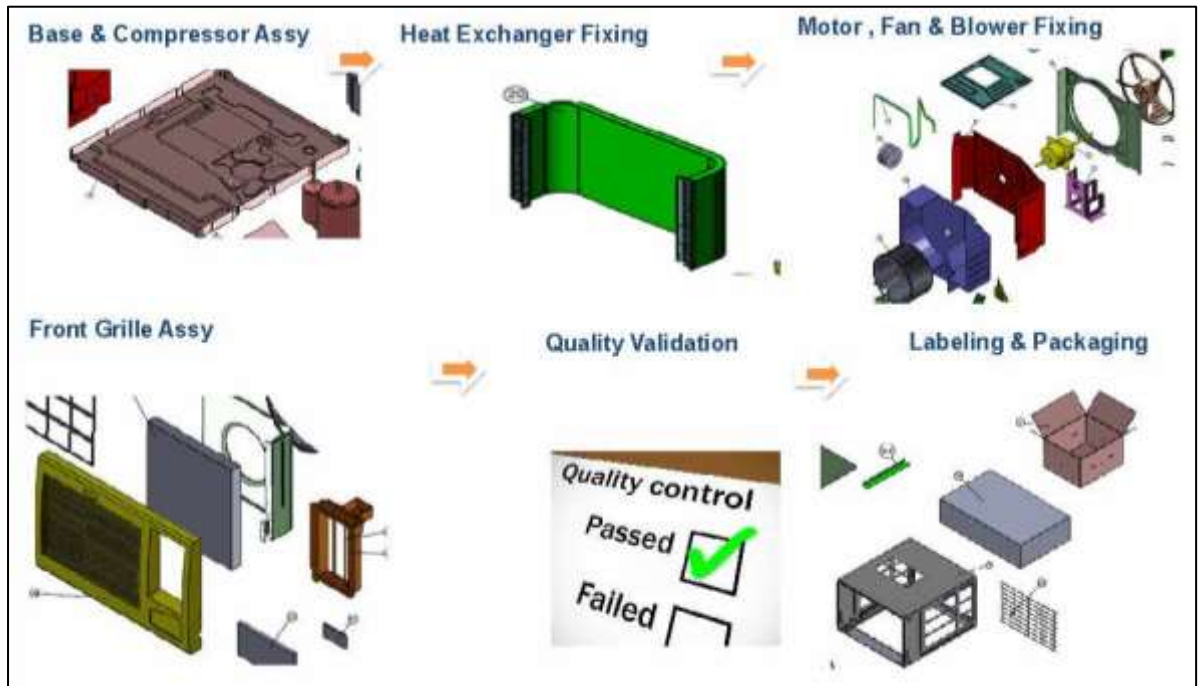 Base & Compressor Assy
Heat Exchanger Fixing
Motor , Fan & Blower Fixing
Front Grille Assy
Quality Validation
Labeling & Packaging
Quality control
Passed
Failed